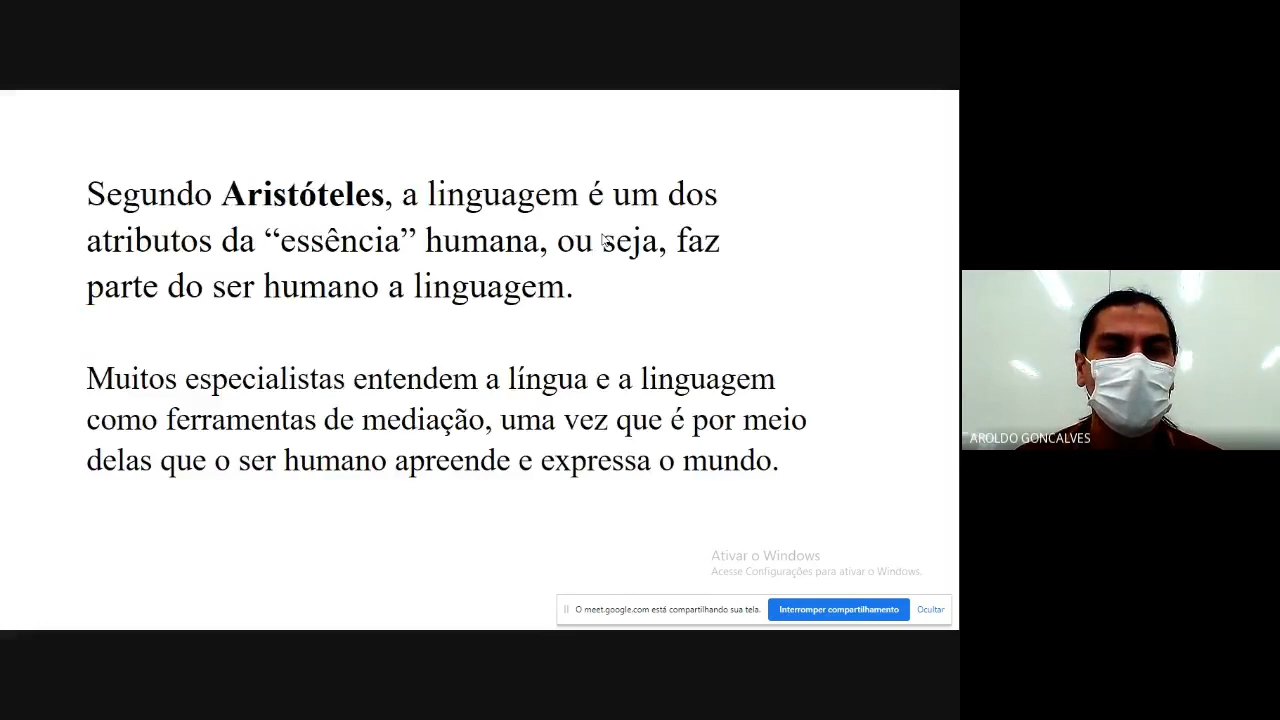 Segundo Aristóteles, a linguagem é um dos
atributos da “essência” humana, ou seja, faz
parte do ser humano a linguagem.
Muitos especialistas entendem a língua e a linguagem
como ferramentas de mediação, uma vez que é por meio
delas que o ser humano apreende e expressa o mundo.
Ativar o Windows
Acesse Configurações para ativar o Windows.
O meet.google.com está compartilhando sua tela.
Interromper compartilhamento
Ocultar
AROLDO GONCALVES